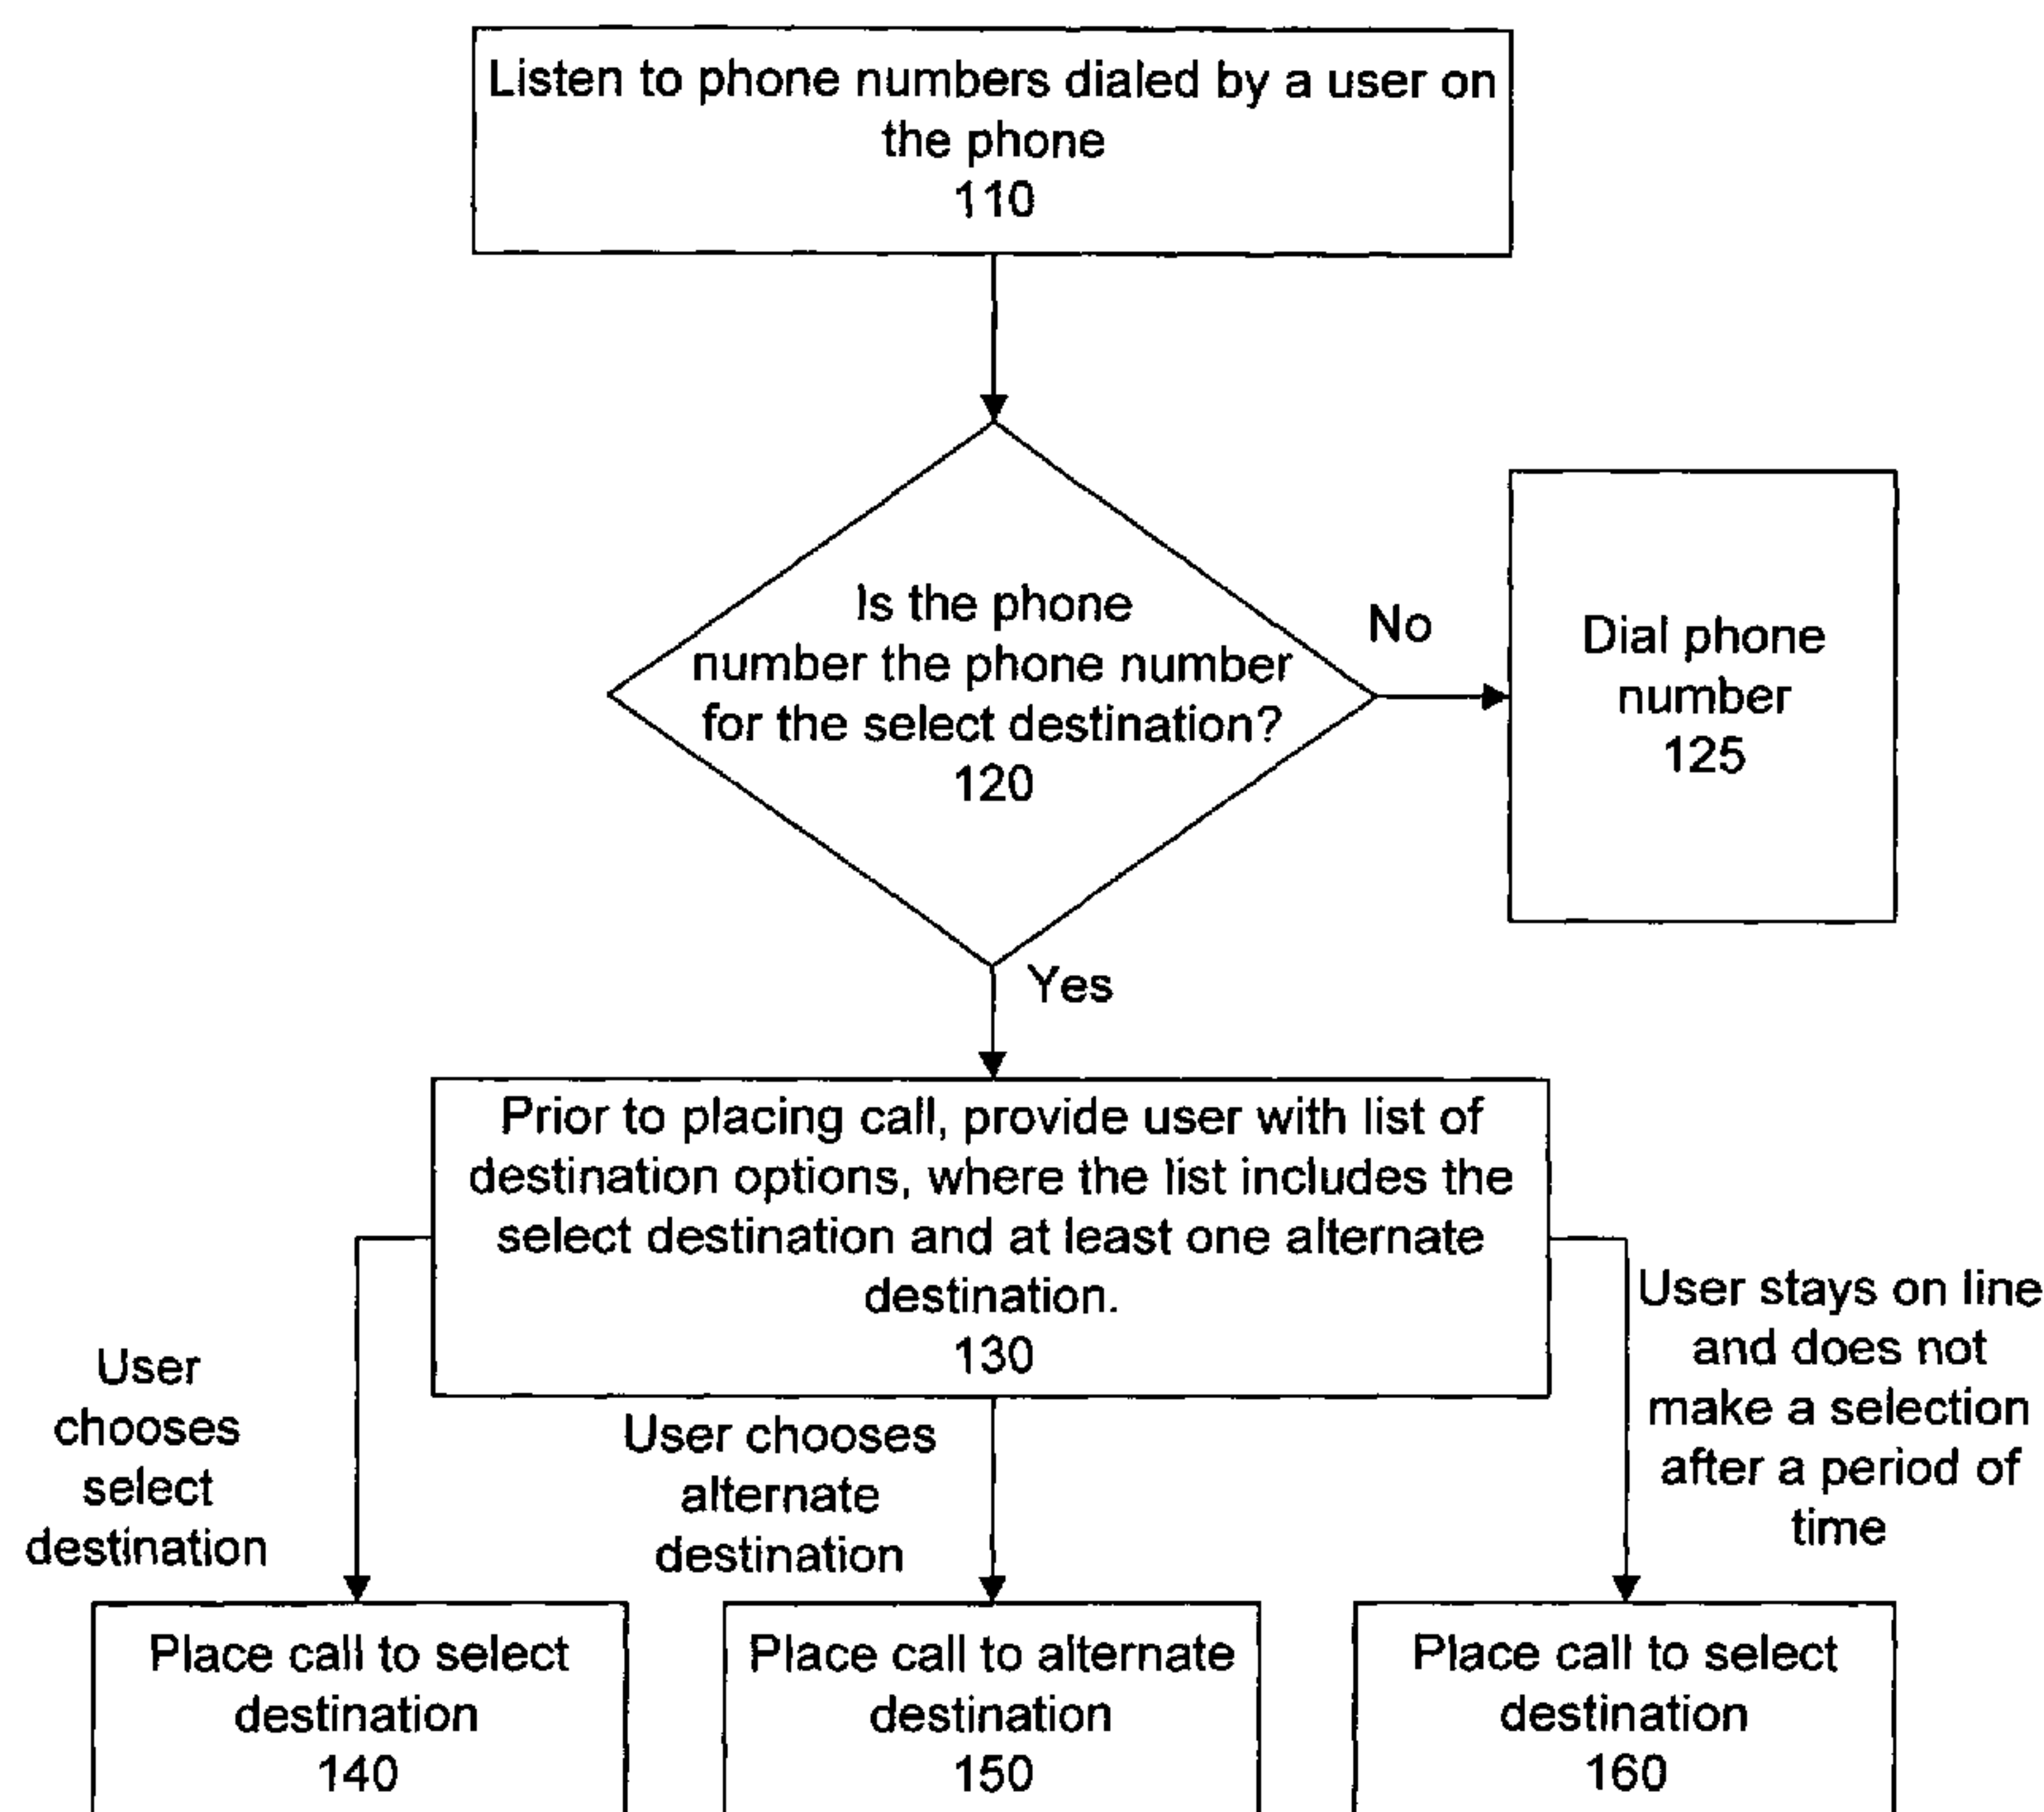 Listen to phone numbers dialed by a user on
the phone
110
Is the phone
number the phone number
for the select destination?
120
No
Dial phone
number
125
Yes
Prior to placing call, provide user with list of
destination options, where the list includes the
select destination and at least one alternate
destination.
130
User
chooses
select
destination
User chooses
alternate
destination
User stays on line
and does not
make a selection
after a period of
time
Place call to select
destination
140
Place call to alternate
destination
150
Place call to select
destination
160